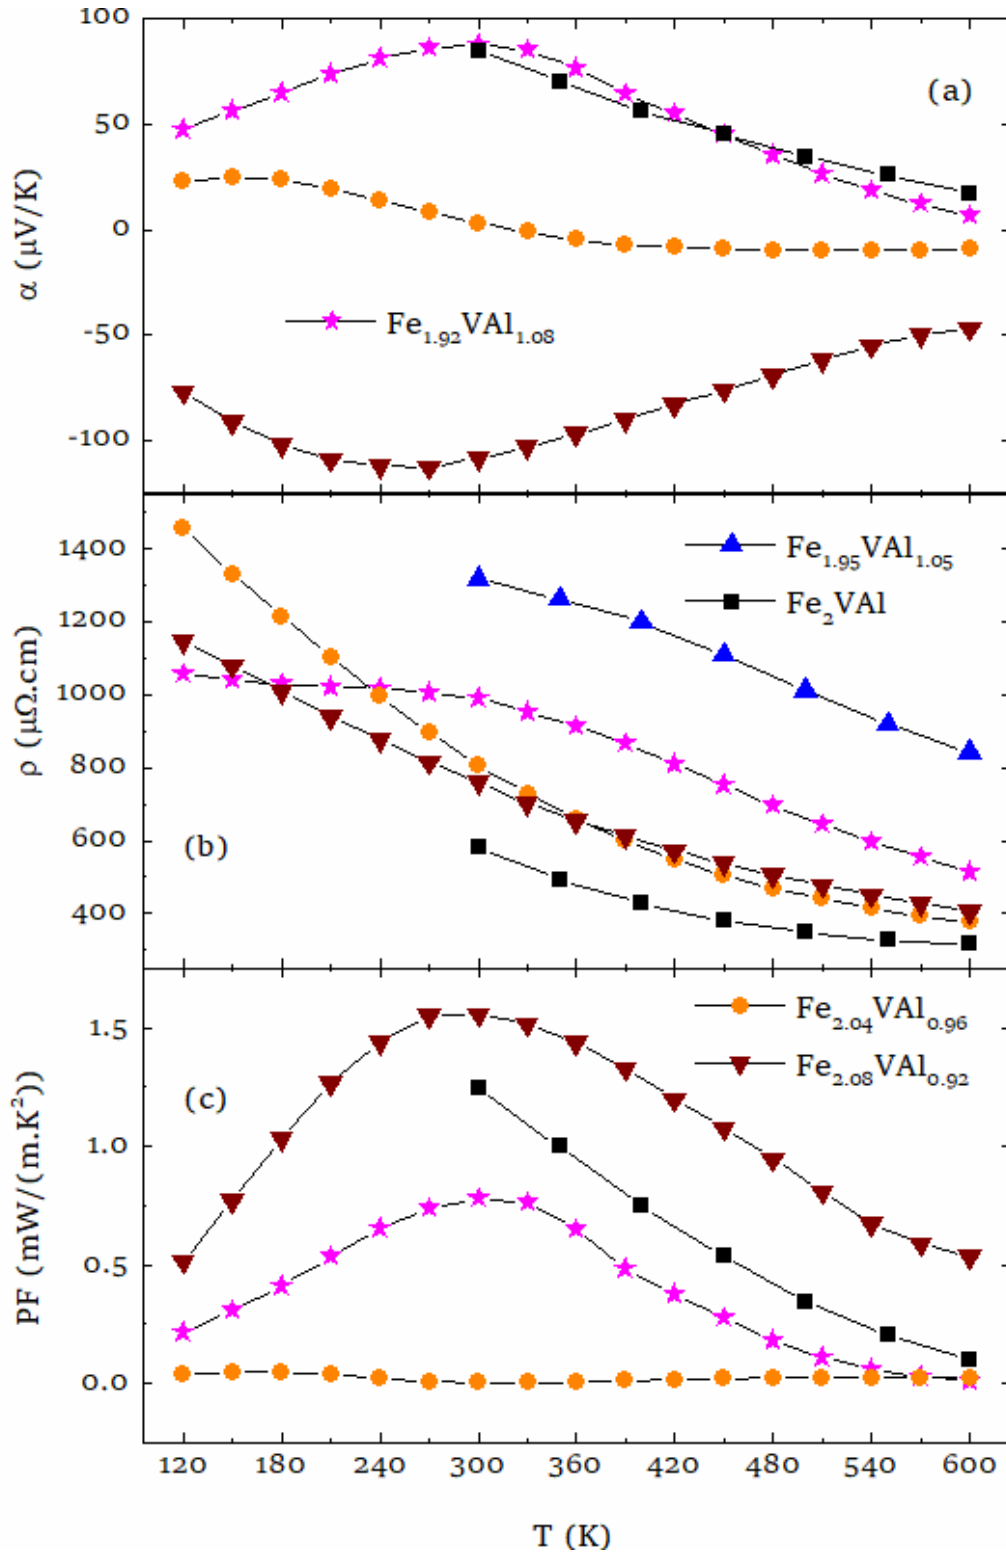 100
50
0
-50
-100
α (μV/K)
(a)
Fe₁.₉₂VAl₁.₀₈
1400
1200
1000
800
600
400
ρ (μΩ.cm)
Fe₁.₉₅VAl₁.₀₅
Fe₂VAl
(b)
1.5
1.0
0.5
0.0
PF (mW/(m.K²))
Fe₂.₀₄VAl₀.₉₆
Fe₂.₀₈VAl₀.₉₂
(c)
120 180 240 300 360 420 480 540 600
T (K)